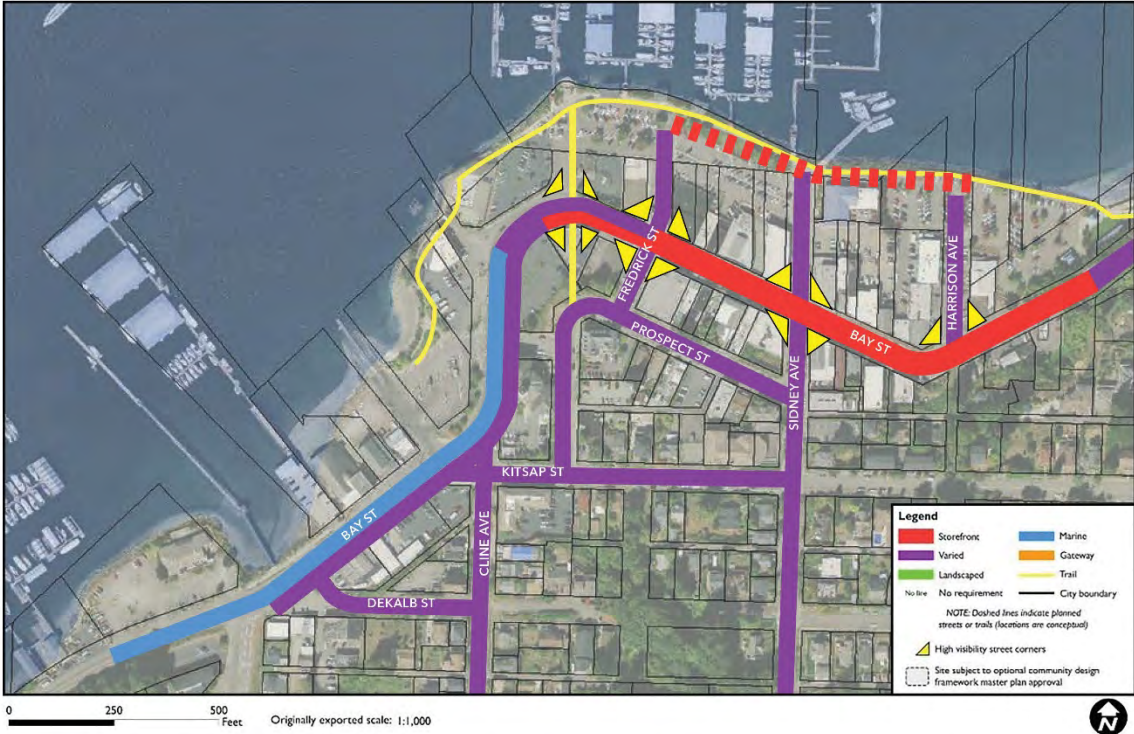 FREDRICK ST
HARRISON AVE
PROSPECT ST
BAY ST
SIDNEY AVE
KITSAP ST
BAY ST
CLINE AVE
DEKALB ST
Legend
Storefront
Marine
Varied
Gateway
Landscaped
Trail
No line No requirement
City boundary
NOTE: Dashed lines indicate planned
streets or trails (locations are conceptual)
High visibility street corners
Site subject to optional community design
framework master plan approval
0 250 500
Feet
Originally exported scale: 1:1,000
N